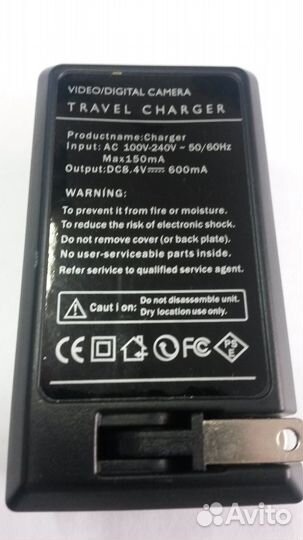 VIDEO/DIGITAL CAMERA
TRAVEL CHARGER
Productname:Charger
Input: AC 100V-240V ~ 50/60Hz
Max150mA
Output:DC8.4V⎓ 600mA
WARNING:
To prevent it from fire or moisture.
To reduce the risk of electronic shock.
Do not remove cover (or back plate).
No user-serviceable parts inside.
Refer serivice to qualified service agent.
Caution: Do not disassemble unit.
Dry location use only.
CE FC PS E
Avito